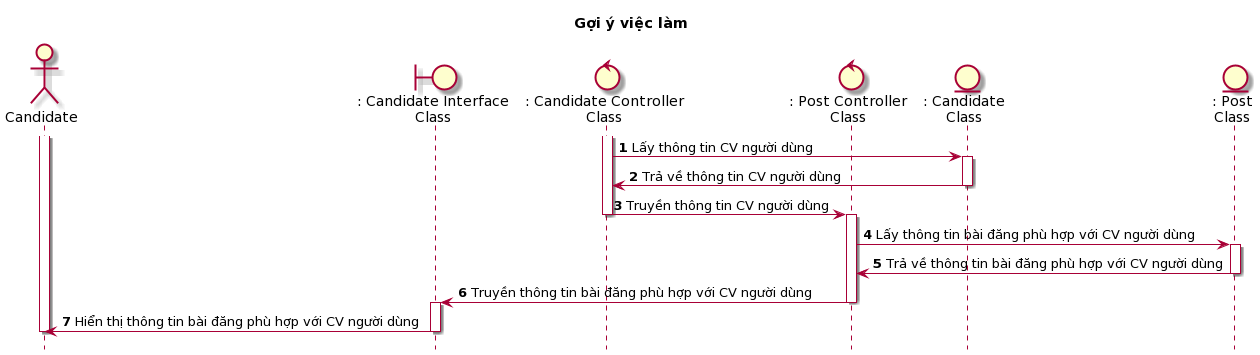 Gợi ý việc làm
Candidate
: Candidate Interface
Class
: Candidate Controller
Class
: Post Controller
Class
: Candidate
Class
: Post
Class
1 Lấy thông tin CV người dùng
2 Trả về thông tin CV người dùng
3 Truyền thông tin CV người dùng
4 Lấy thông tin bài đăng phù hợp với CV người dùng
5 Trả về thông tin bài đăng phù hợp với CV người dùng
6 Truyền thông tin bài đăng phù hợp với CV người dùng
7 Hiển thị thông tin bài đăng phù hợp với CV người dùng